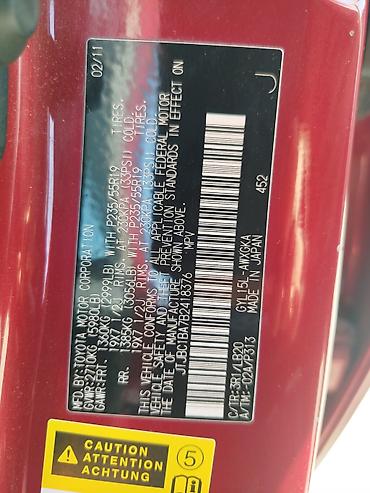 MFD.BY:TOYOTA MOTOR CORPORATION 02/11
GVWR:2710KG (5980LB)
GAWR:FRT. 1360KG (2999LB) WITH P235/55R19 TIRES.
19X7 1/2J RIMS. AT 230KPA (33PSI) COLD.
RR. 1385KG (3056LB) WITH P235/55R19 TIRES.
19X7 1/2J RIMS. AT 230KPA (33PSI) COLD.
THIS VEHICLE CONFORMS TO ALL APPLICABLE FEDERAL MOTOR
VEHICLE SAFETY AND THEFT PREVENTION STANDARDS IN EFFECT ON
THE DATE OF MANUFACTURE SHOWN ABOVE.
JTJBB1BA7B2418376 MPV
J
452
C/TR:3R1/LB20 GYL15L-AWXGKA
A/TM:-02A/P313 MADE IN JAPAN
CAUTION
ATTENTION
ACHTUNG
5